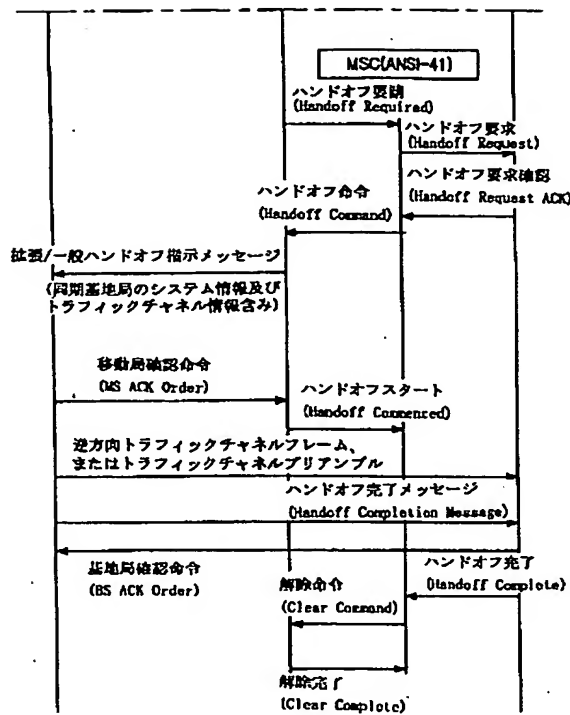 MSC(ANSI-41)
ハンドオフ要請
(Handoff Required)
ハンドオフ要求
(Handoff Request)
ハンドオフ要求確認
(Handoff Request ACK)
ハンドオフ命令
(Handoff Command)
拡張/一般ハンドオフ指示メッセージ
(同期基地局のシステム情報及び
トラフィックチャネル情報含み)
移動局確認命令
(MS ACK Order)
ハンドオフスタート
(Handoff Commenced)
逆方向トラフィックチャネルフレーム、
またはトラフィックチャネルプリアンブル
ハンドオフ完了メッセージ
(Handoff Completion Message)
基地局確認命令
(BS ACK Order)
ハンドオフ完了
(Handoff Complete)
解除命令
(Clear Command)
解除完了
(Clear Complete)